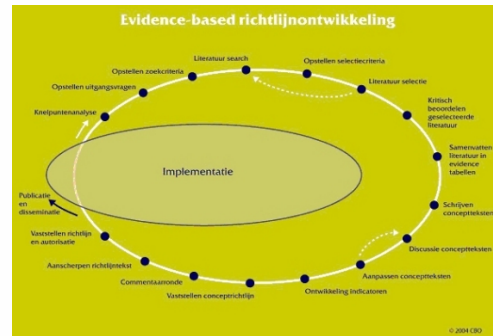 Evidence-based richtlijnontwikkeling
Literatuur search
Opstellen selectiecriteria
Opstellen zoekcriteria
Literatuur selectie
Opstellen uitgangsvragen
Kritisch
beoordelen
geselecteerde
literatuur
Knelpuntenanalyse
Samenvatten
literatuur in
evidence
tabellen
Implementatie
Publicatie
en
disseminatie
Schrijven
conceptteksten
Vaststellen richtlijn
en autorisatie
Discussie conceptteksten
Aanscherpen richtlijntekst
Aanpassen conceptteksten
Commentaarronde
Ontwikkeling indicatoren
Vaststellen conceptrichtlijn
© 2004 CBO